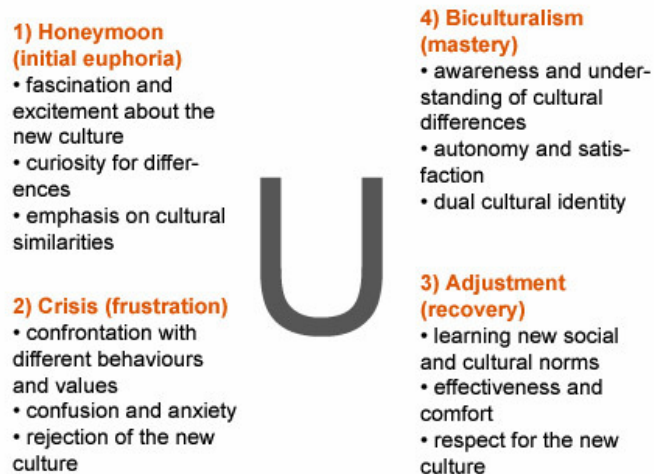 1) Honeymoon
(initial euphoria)
• fascination and
excitement about the
new culture
• curiosity for differ-
ences
• emphasis on cultural
similarities
2) Crisis (frustration)
• confrontation with
different behaviours
and values
• confusion and anxiety
• rejection of the new
culture
U
3) Adjustment
(recovery)
• learning new social
and cultural norms
• effectiveness and
comfort
• respect for the new
culture
4) Biculturalism
(mastery)
• awareness and under-
standing of cultural
differences
• autonomy and satis-
faction
• dual cultural identity